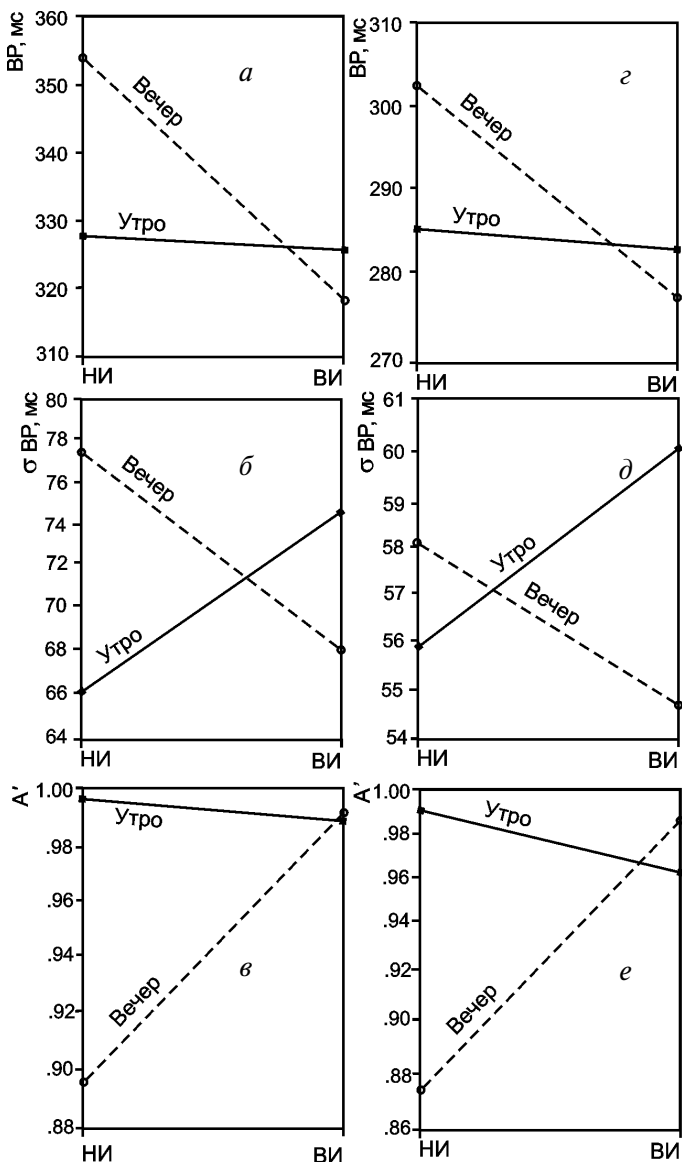 ВР, мс
360
350
340
330
320
310
а
Вечер
Утро
НИ
ВИ
ВР, мс
310
300
290
280
270
г
Вечер
Утро
НИ
ВИ
σ ВР, мс
80
78
76
74
72
70
68
66
64
б
Вечер
Утро
НИ
ВИ
σ ВР, мс
61
60
59
58
57
56
55
54
д
Утро
Вечер
НИ
ВИ
A′
1.00
.98
.96
.94
.92
.90
.88
Утро
в
Вечер
НИ
ВИ
A′
1.00
.98
.96
.94
.92
.90
.88
.86
Утро
е
Вечер
НИ
ВИ